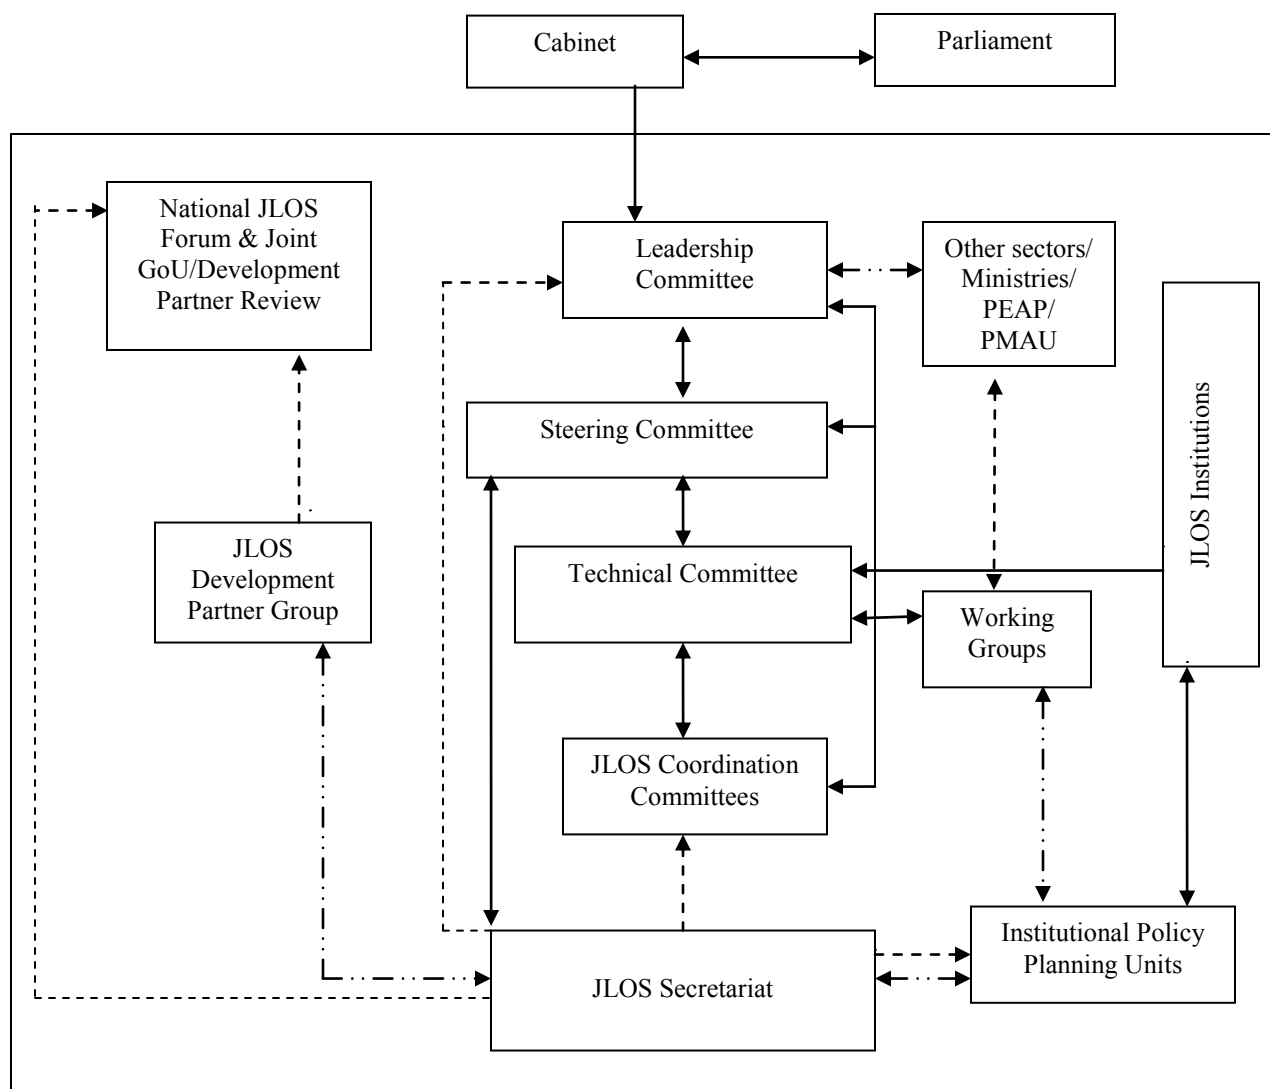 Cabinet
Parliament
National JLOS
Forum & Joint
GoU/Development
Partner Review
Leadership
Committee
Other sectors/
Ministries/
PEAP/
PMAU
JLOS Institutions
Steering Committee
JLOS
Development
Partner Group
Technical Committee
Working
Groups
JLOS Coordination
Committees
Institutional Policy
Planning Units
JLOS Secretariat